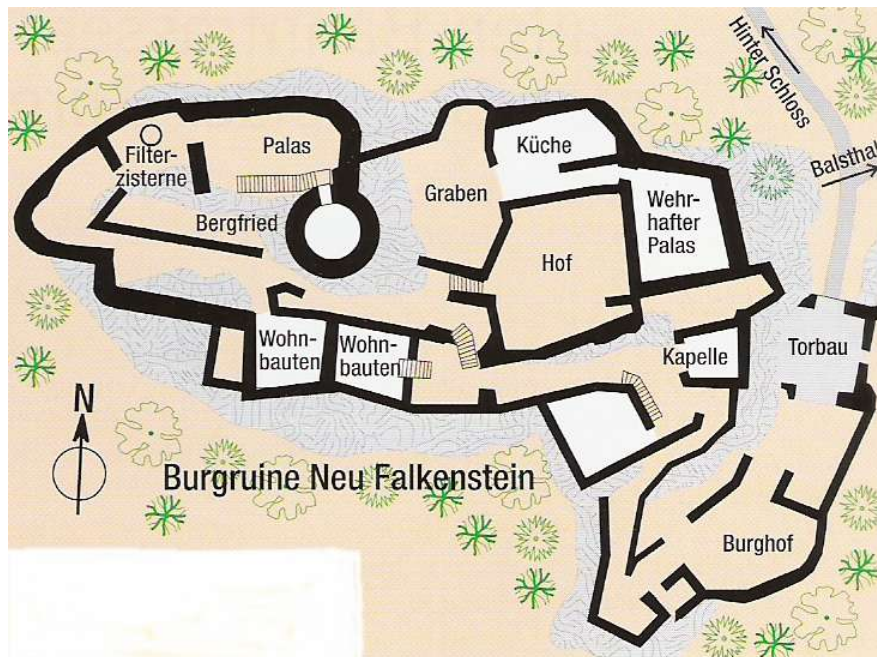 Hinter Schloss
Balsthal
Küche
Palas
Filter-
zisterne
Graben
Wehr-
hafter
Palas
Bergfried
Hof
Wohn-
bauten
Wohn-
bauten
Kapelle
Torbau
N
Burgruine Neu Falkenstein
Burghof